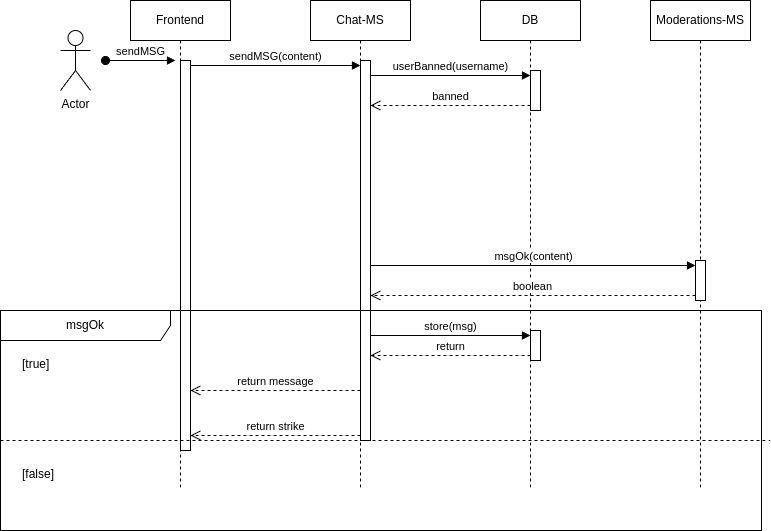 Frontend
Chat-MS
DB
Moderations-MS
sendMSG
sendMSG(content)
userBanned(username)
Actor
banned
msgOk(content)
boolean
msgOk
store(msg)
return
[true]
return message
return strike
[false]